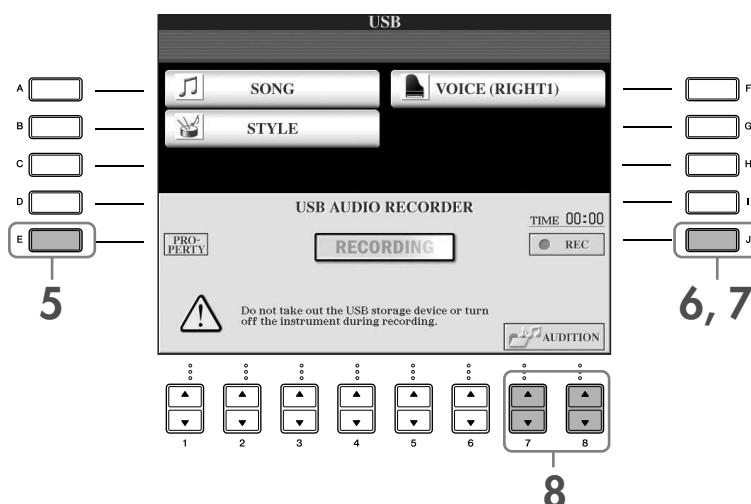 USB
A
SONG
VOICE (RIGHT1)
F
B
STYLE
G
C
H
D
I
USB AUDIO RECORDER
TIME 00:00
E
PRO-
PERTY
RECORDING
REC
J
5
6, 7
Do not take out the USB storage device or turn
off the instrument during recording.
AUDITION
1 2 3 4 5 6 7 8
8